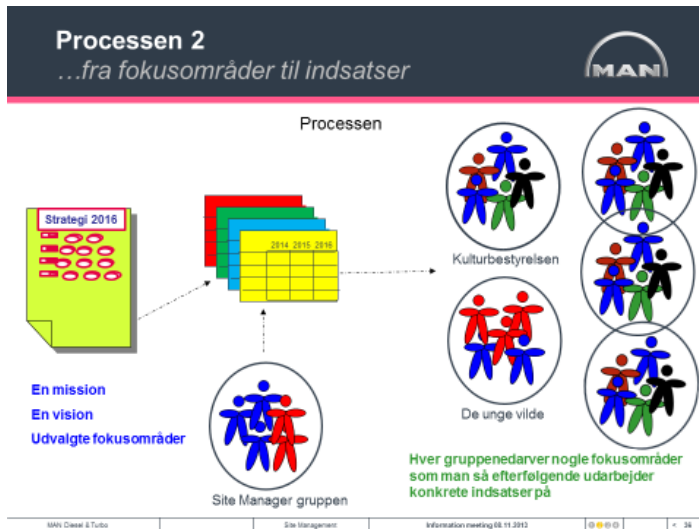 Processen 2
...fra fokusområder til indsatser
MAN
Processen
Strategi 2016
2014 2015 2016
Kulturbestyrelsen
En mission
En vision
Udvalgte fokusområder
De unge vilde
Site Manager gruppen
Hver gruppenedarver nogle fokusområder
som man så efterfølgende udarbejder
konkrete indsatser på
MAN Diesel & Turbo
Site Management
Information meeting 08.11.2013
< 26